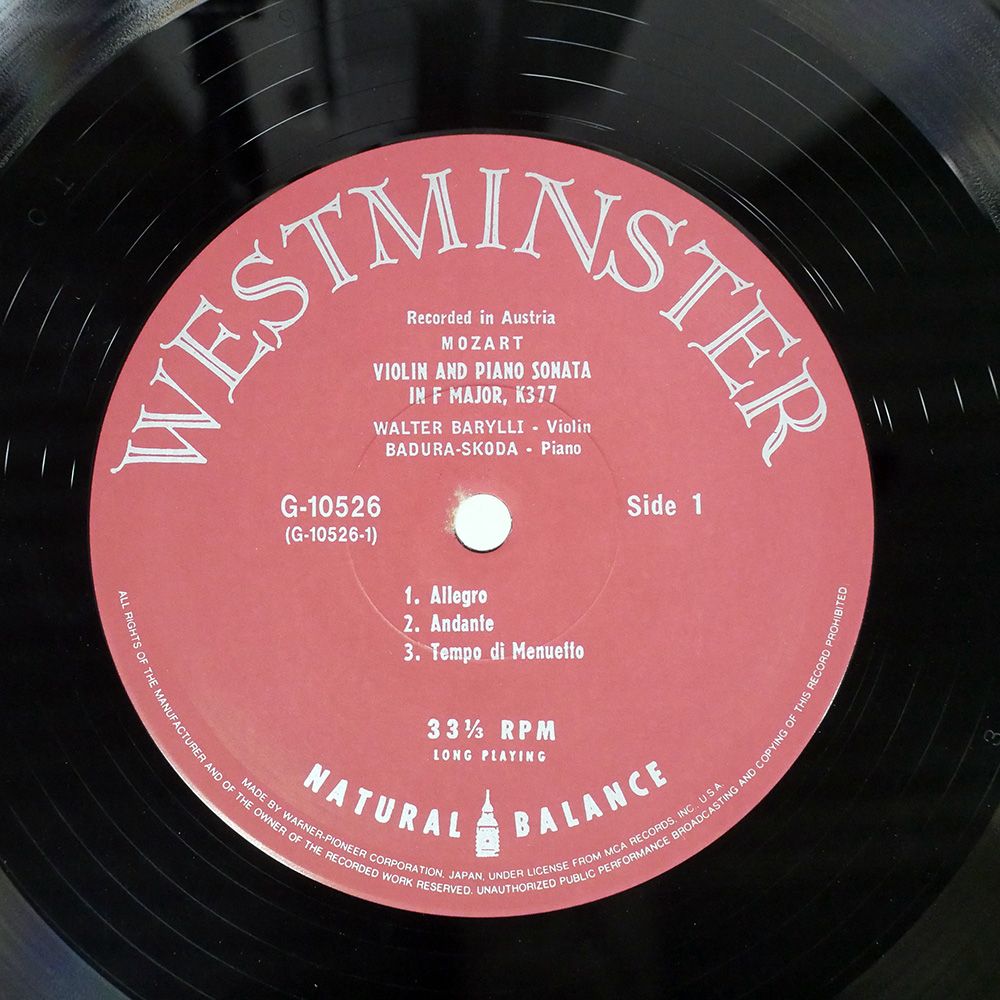 WESTMINSTER
Recorded in Austria
MOZART
VIOLIN AND PIANO SONATA
IN F MAJOR, K377
WALTER BARYLLI - Violin
BADURA-SKODA - Piano
G-10526
(G-10526-1)
Side 1
1. Allegro
2. Andante
3. Tempo di Menuetto
33⅓ RPM
LONG PLAYING
NATURAL BALANCE
MADE BY WARNER-PIONEER CORPORATION, JAPAN, UNDER LICENSE FROM MCA RECORDS, INC., U.S.A.
ALL RIGHTS OF THE MANUFACTURER AND OF THE OWNER OF THE RECORDED WORK RESERVED. UNAUTHORIZED PUBLIC PERFORMANCE BROADCASTING AND COPYING OF THIS RECORD PROHIBITED